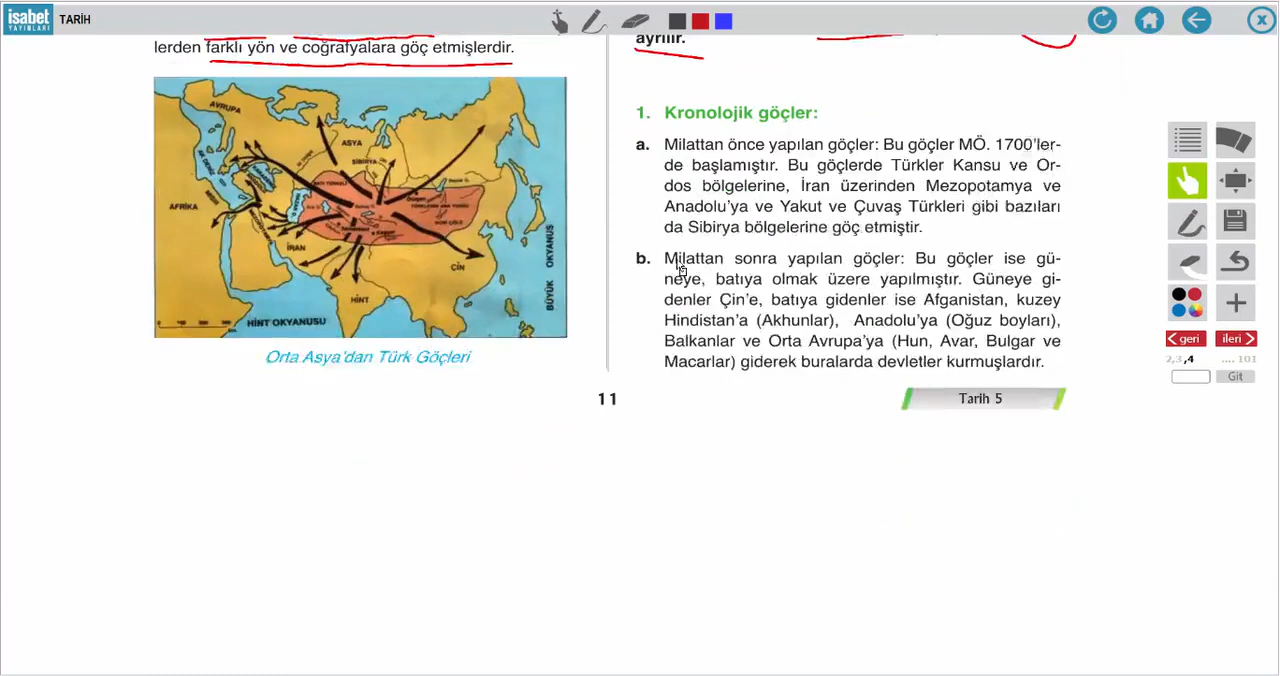 isabet
YAYINLARI
TARİH
lerden farklı yön ve coğrafyalara göç etmişlerdir.
AVRUPA
ASYA
SİBİRYA
AK DENİZ
KARADENİZ
AFRİKA
MISIR
MEZOPOTAMYA
İRAN
HİNT
ÇİN
HİNT OKYANUSU
BÜYÜK OKYANUS
Orta Asya'dan Türk Göçleri
ayrılır.
1. Kronolojik göçler:
a. Milattan önce yapılan göçler: Bu göçler MÖ. 1700'ler-
de başlamıştır. Bu göçlerde Türkler Kansu ve Or-
dos bölgelerine, İran üzerinden Mezopotamya ve
Anadolu'ya ve Yakut ve Çuvaş Türkleri gibi bazıları
da Sibirya bölgelerine göç etmiştir.
b. Milattan sonra yapılan göçler: Bu göçler ise gü-
neye, batıya olmak üzere yapılmıştır. Güneye gi-
denler Çin'e, batıya gidenler ise Afganistan, kuzey
Hindistan'a (Akhunlar), Anadolu'ya (Oğuz boyları),
Balkanlar ve Orta Avrupa'ya (Hun, Avar, Bulgar ve
Macarlar) giderek buralarda devletler kurmuşlardır.
11
Tarih 5
geri
ileri
2,3,4
.... 101
Git